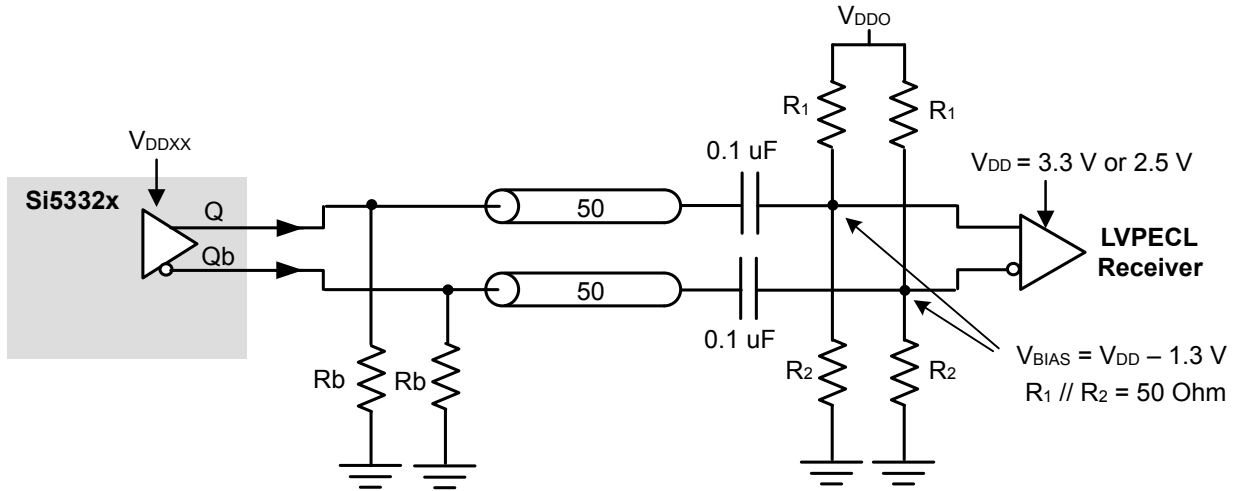 VDDO
R1
R1
VDDXX
0.1 uF
VDD = 3.3 V or 2.5 V
Si5332x
Q
50
LVPECL
Receiver
Qb
50
0.1 uF
Rb
Rb
R2
R2
VBIAS = VDD – 1.3 V
R1 // R2 = 50 Ohm